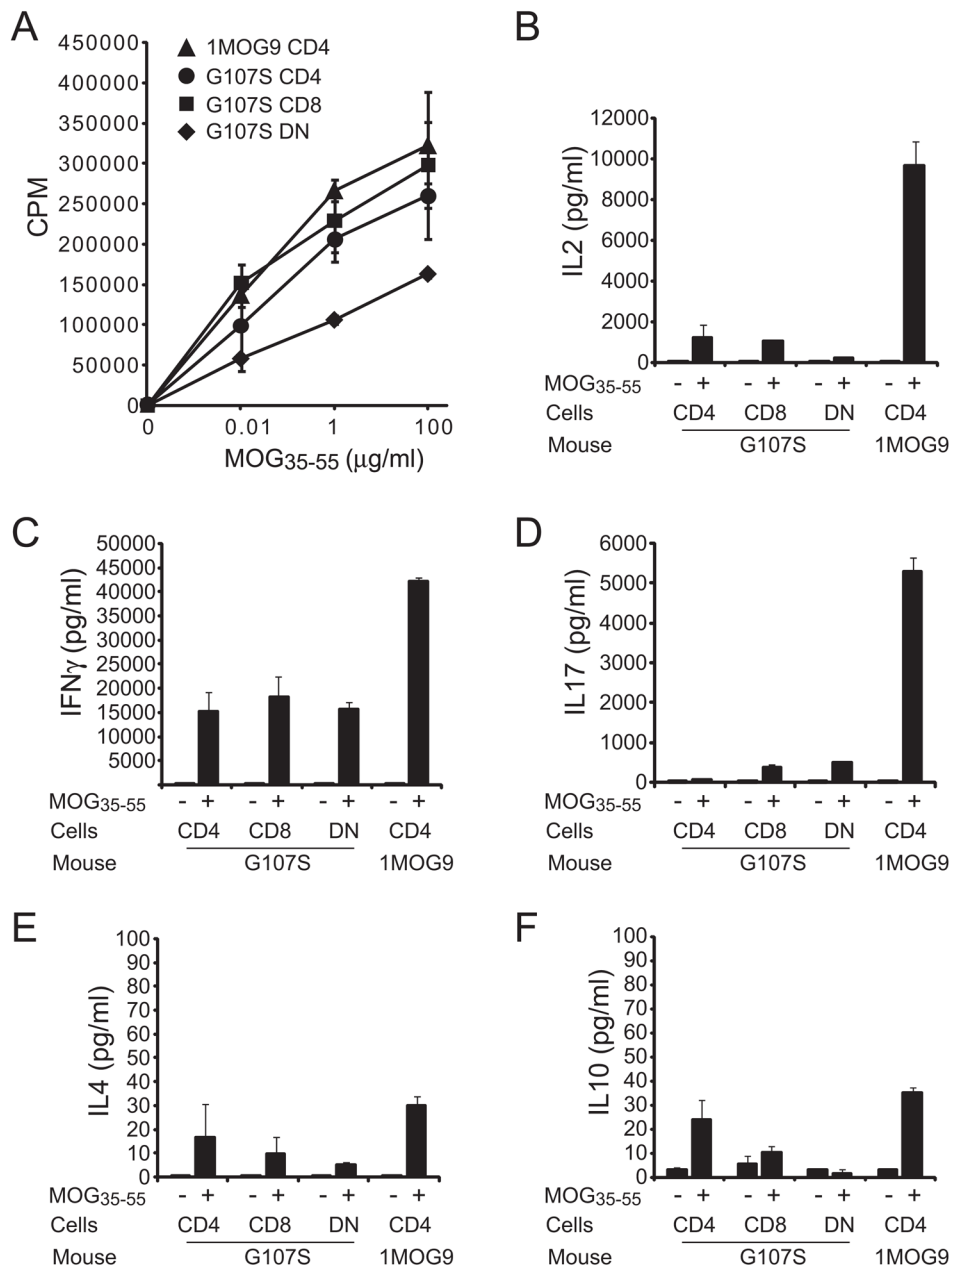 A
450000
400000
350000
300000
250000
200000
150000
100000
50000
0
CPM
1MOG9 CD4
G107S CD4
G107S CD8
G107S DN
0 0.01 1 100
MOG35-55 (μg/ml)
B
12000
10000
8000
6000
4000
2000
0
IL2 (pg/ml)
MOG35-55 - + - + - + - +
Cells CD4 CD8 DN CD4
Mouse G107S 1MOG9
C
50000
45000
40000
35000
30000
25000
20000
15000
10000
5000
IFNγ (pg/ml)
MOG35-55 - + - + - + - +
Cells CD4 CD8 DN CD4
Mouse G107S 1MOG9
D
6000
5000
4000
3000
2000
1000
0
IL17 (pg/ml)
MOG35-55 - + - + - + - +
Cells CD4 CD8 DN CD4
Mouse G107S 1MOG9
E
100
90
80
70
60
50
40
30
20
10
0
IL4 (pg/ml)
MOG35-55 - + - + - + - +
Cells CD4 CD8 DN CD4
Mouse G107S 1MOG9
F
100
90
80
70
60
50
40
30
20
10
0
IL10 (pg/ml)
MOG35-55 - + - + - + - +
Cells CD4 CD8 DN CD4
Mouse G107S 1MOG9